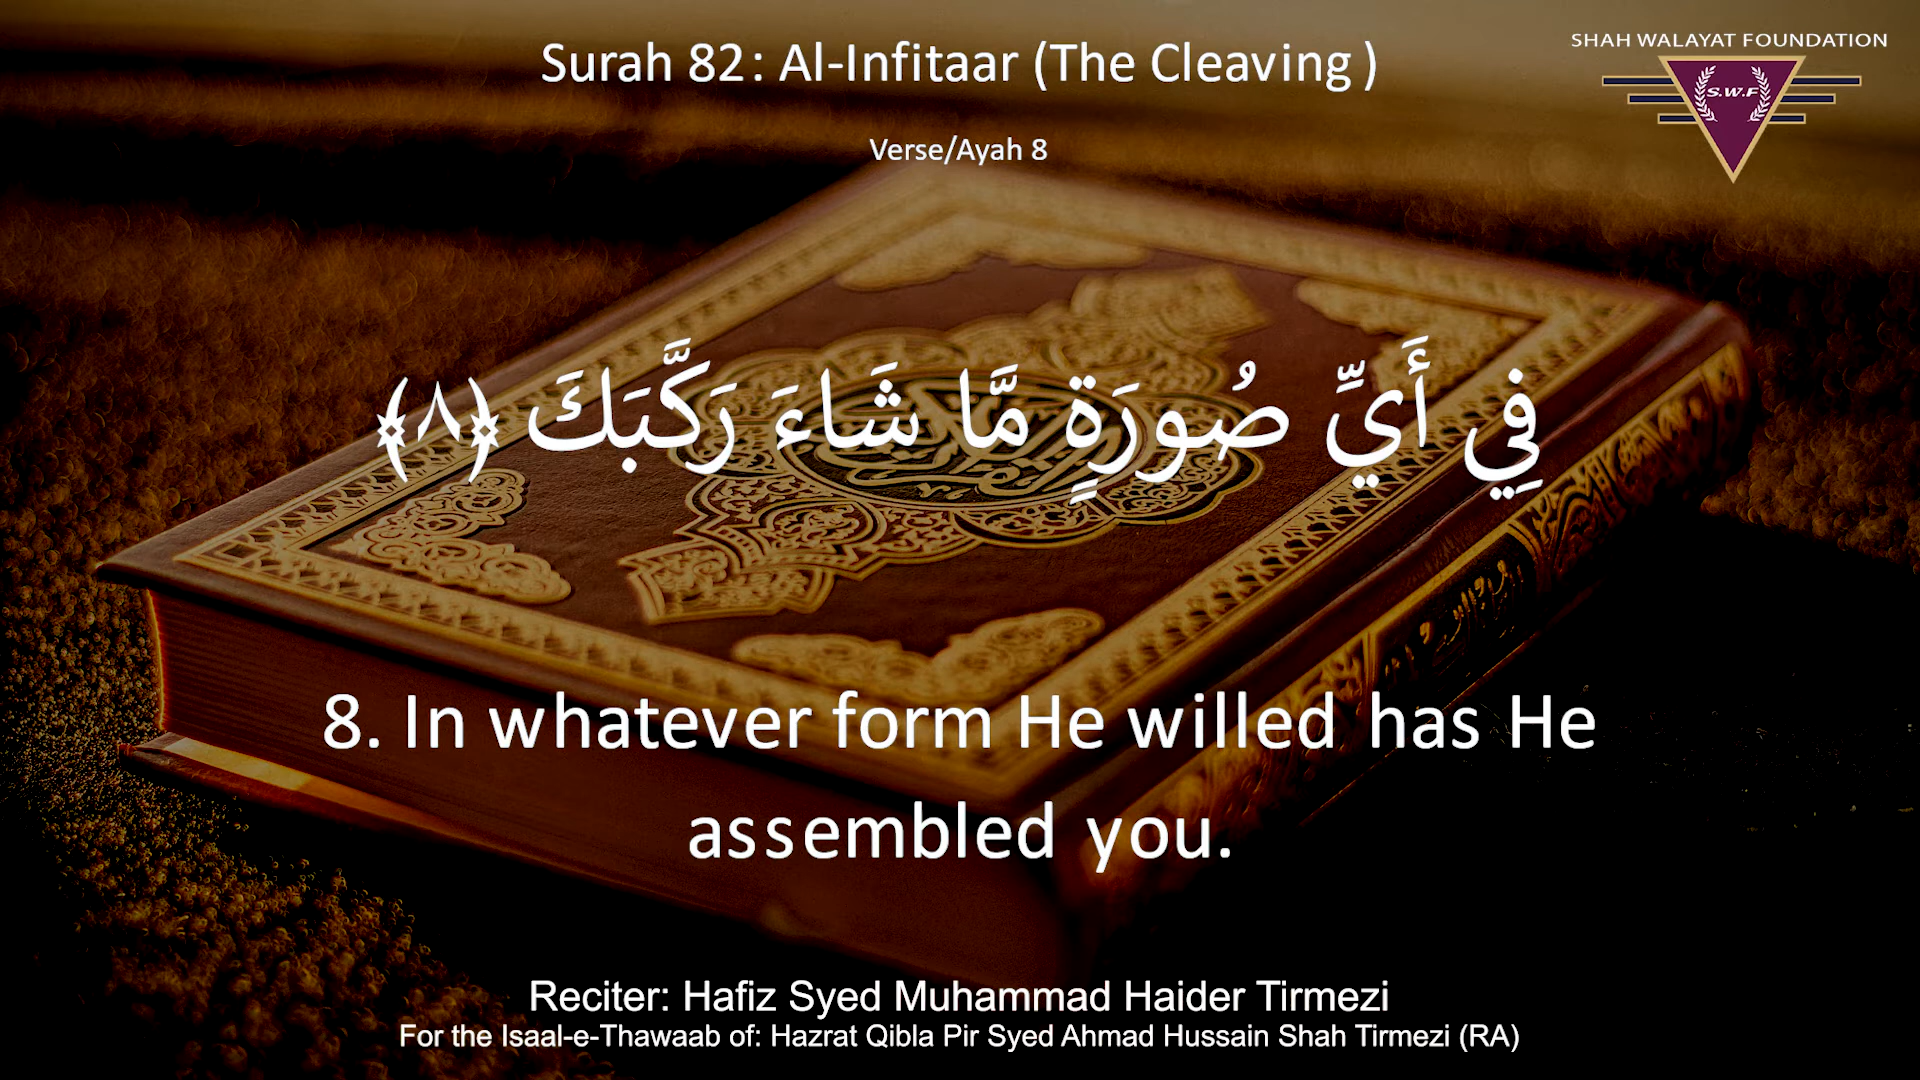 SHAH WALAYAT FOUNDATION
S.W.F
Surah 82: Al-Infitaar (The Cleaving )
Verse/Ayah 8
فِي أَيِّ صُورَةٍ مَّا شَاءَ رَكَّبَكَ ﴿٨﴾
8. In whatever form He willed has He
assembled you.
Reciter: Hafiz Syed Muhammad Haider Tirmezi
For the Isaal-e-Thawaab of: Hazrat Qibla Pir Syed Ahmad Hussain Shah Tirmezi (RA)